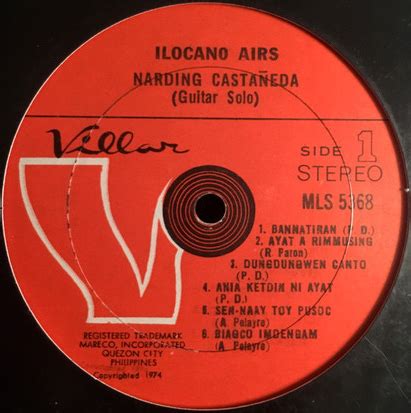 ILOCANO AIRS
NARDING CASTAÑEDA
(Guitar Solo)
Villar
SIDE 1
STEREO
MLS 5368
1. BANNATIRAN (P. D.)
2. AYAT A RIMMUSING
(R. Paron)
3. DUNGDUNGWEN CANTO
(P. D.)
4. ANIA KETDIN NI AYAT
(P. D.)
5. SEN-NAAY TOY PUSOC
(A. Pelayre)
6. BIAGCO IMDENGAM
(A. Pelayre)
REGISTERED TRADEMARK
MARECO, INCORPORATED
QUEZON CITY
PHILIPPINES
Copyrighted 1974